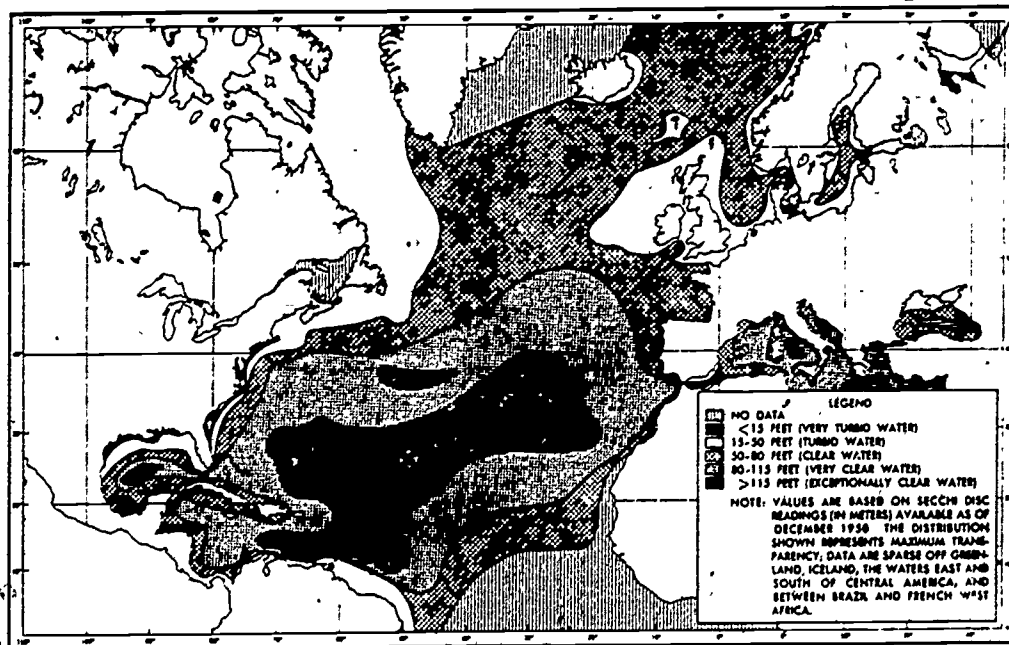 LEGEND
NO DATA
<15 FEET (VERY TURBID WATER)
15-50 FEET (TURBID WATER)
50-80 FEET (CLEAR WATER)
80-115 FEET (VERY CLEAR WATER)
>115 FEET (EXCEPTIONALLY CLEAR WATER)
NOTE: VALUES ARE BASED ON SECCHI DISC
READINGS (IN METERS) AVAILABLE AS OF
DECEMBER 1956 THE DISTRIBUTION
SHOWN REPRESENTS MAXIMUM TRANS-
PARENCY; DATA ARE SPARSE OFF GREEN-
LAND, ICELAND, THE WATERS EAST AND
SOUTH OF CENTRAL AMERICA, AND
BETWEEN BRAZIL AND FRENCH WEST
AFRICA.
?